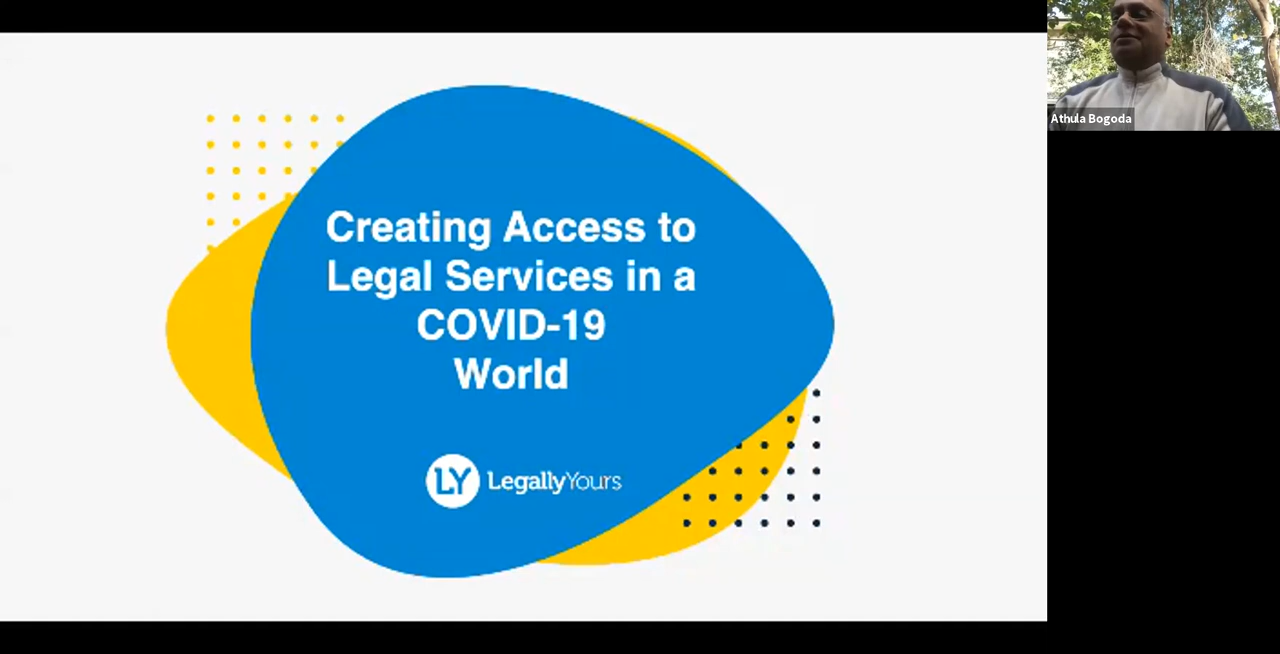 Creating Access to
Legal Services in a
COVID-19
World
LY LegallyYours
Athula Bogoda